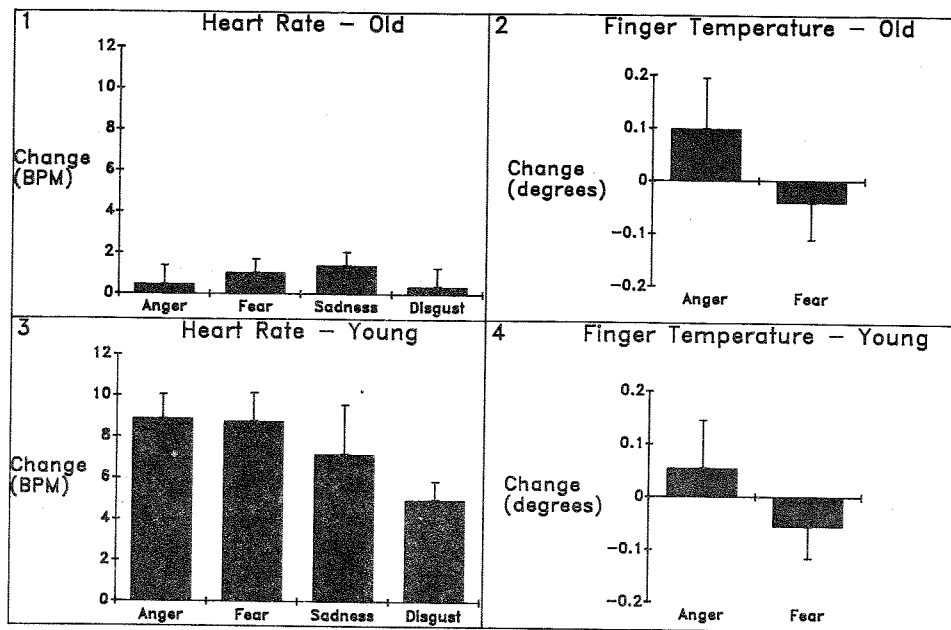 1
Heart Rate – Old
12
10
8
6
4
2
0
Change
(BPM)
Anger Fear Sadness Disgust
2
Finger Temperature – Old
0.2
0.1
0
-0.1
-0.2
Change
(degrees)
Anger Fear
3
Heart Rate – Young
12
10
8
6
4
2
0
Change
(BPM)
Anger Fear Sadness Disgust
4
Finger Temperature – Young
0.2
0.1
0
-0.1
-0.2
Change
(degrees)
Anger Fear